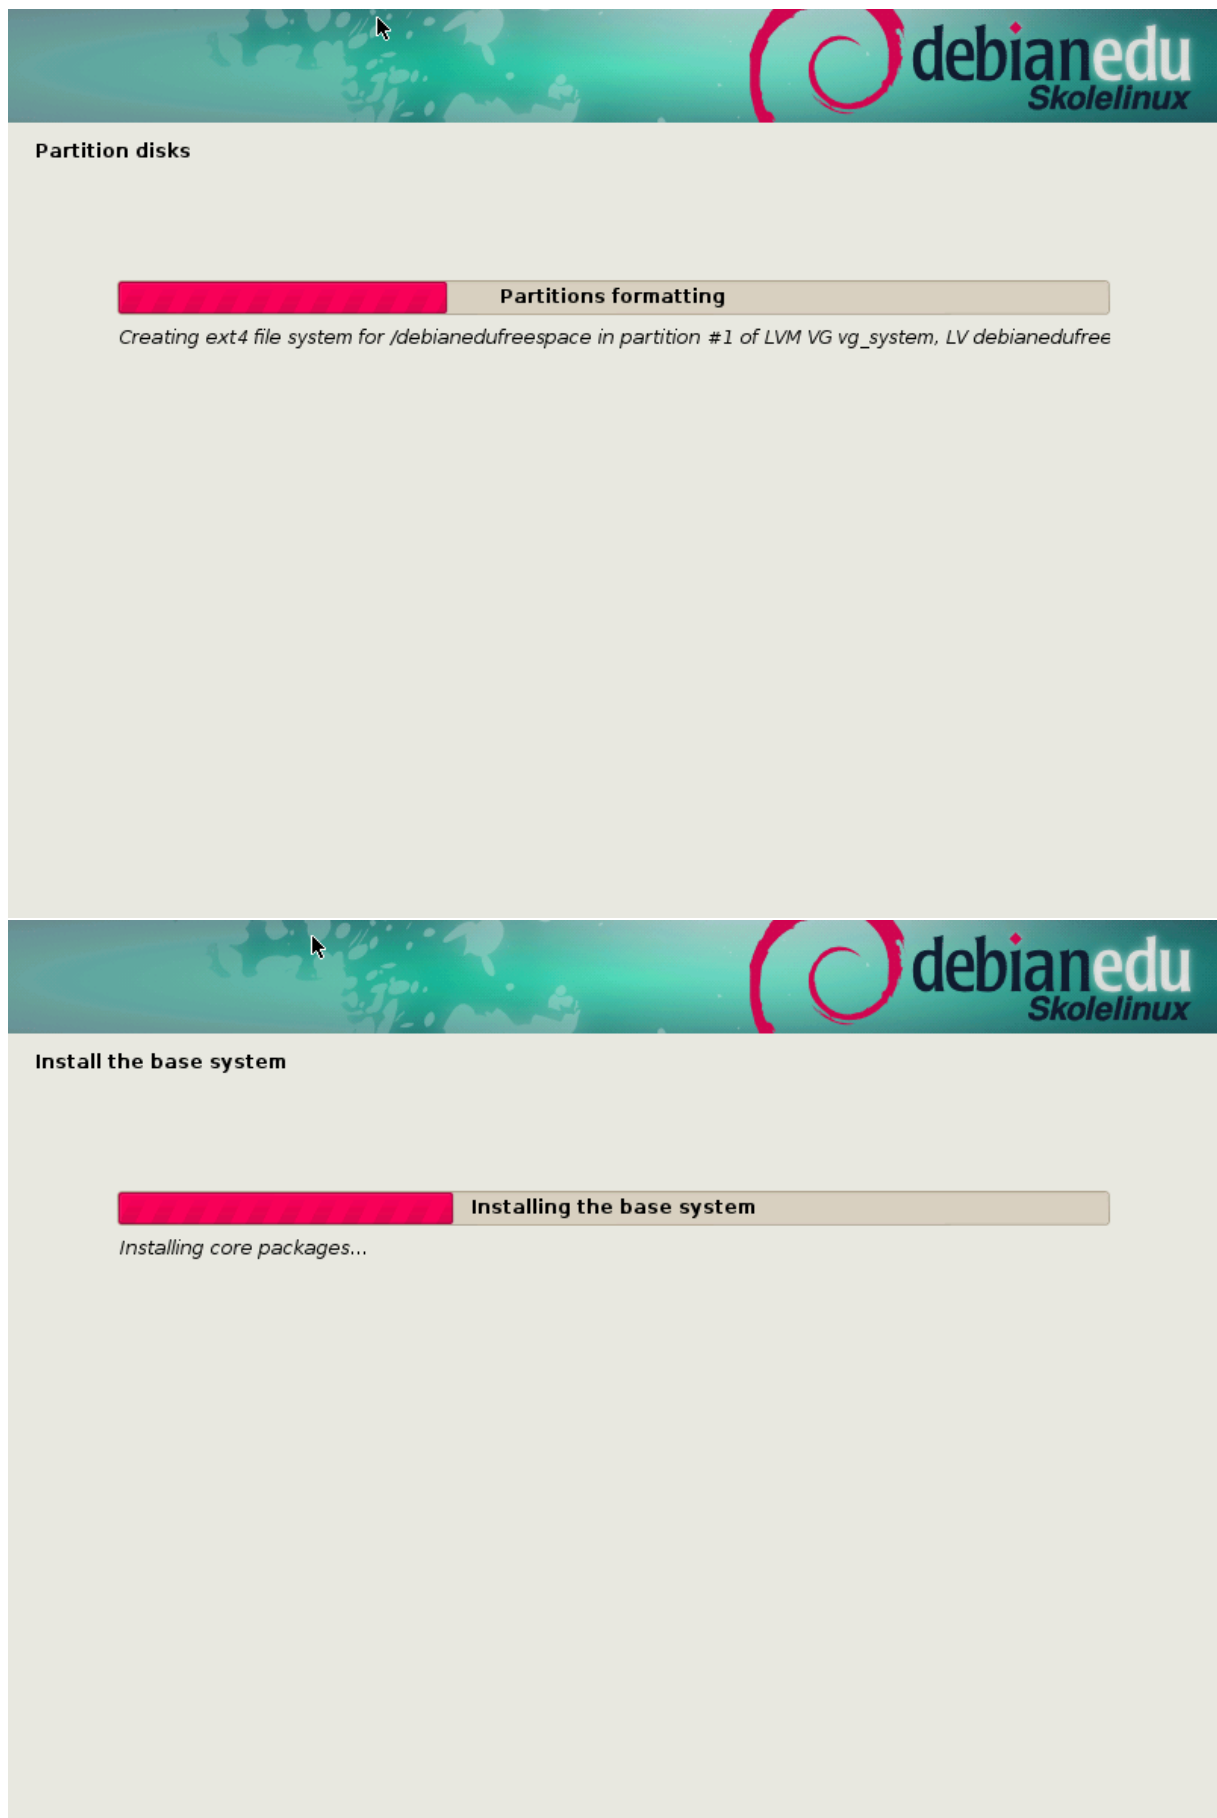 debianedu
Skolelinux
Partition disks
Partitions formatting
Creating ext4 file system for /debianedufreespace in partition #1 of LVM VG vg_system, LV debianedufree
debianedu
Skolelinux
Install the base system
Installing the base system
Installing core packages...